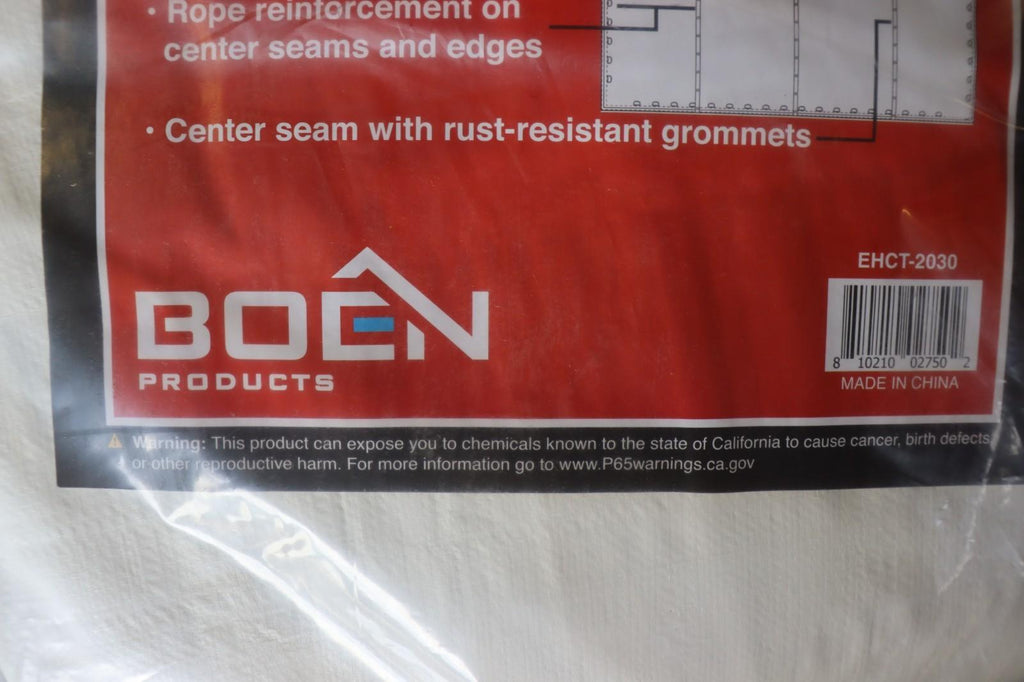 • Rope reinforcement on
center seams and edges
• Center seam with rust-resistant grommets
BOEN
PRODUCTS
EHCT-2030
8 10210 02750 2
MADE IN CHINA
Warning: This product can expose you to chemicals known to the state of California to cause cancer, birth defects,
or other reproductive harm. For more information go to www.P65warnings.ca.gov